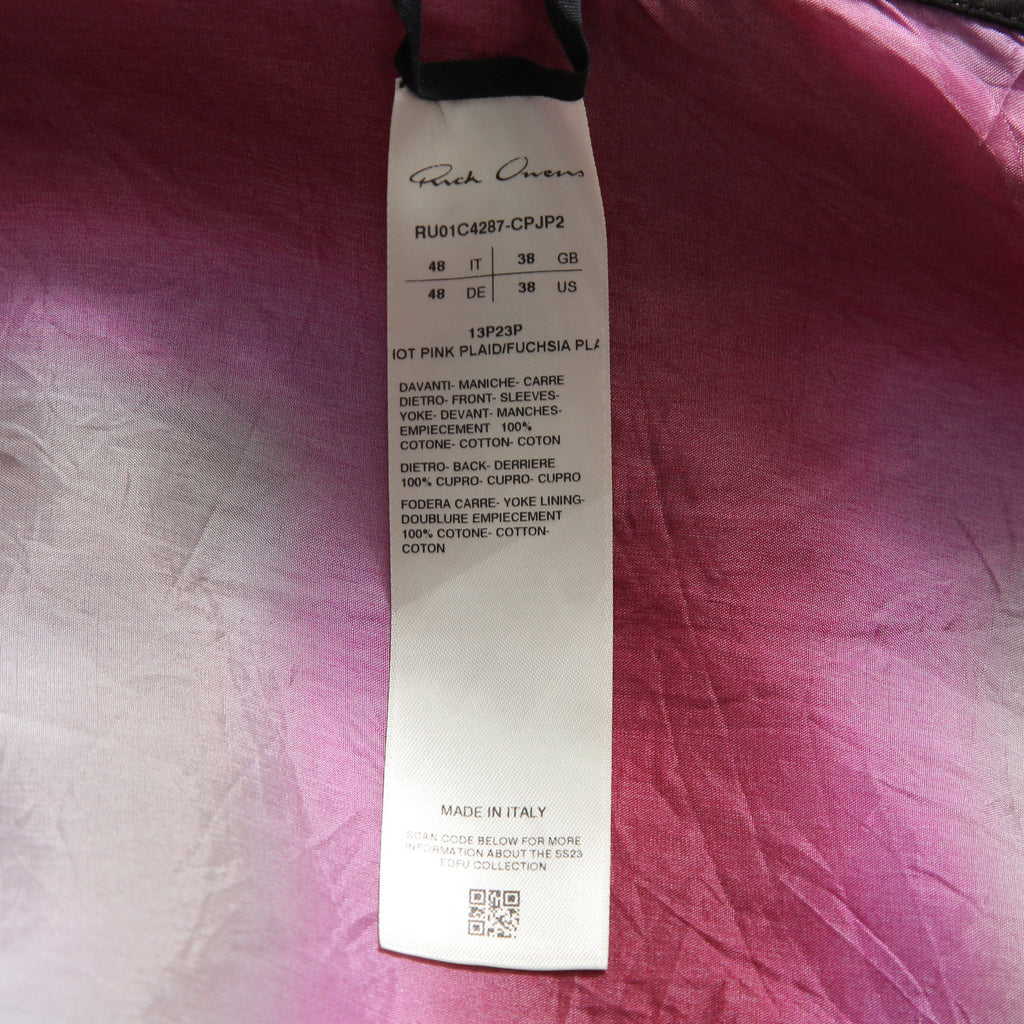 Rick Owens
RU01C4287-CPJP2
48 IT 38 GB
48 DE 38 US
13P23P
IOT PINK PLAID/FUCHSIA PLA
DAVANTI- MANICHE- CARRE
DIETRO- FRONT- SLEEVES-
YOKE- DEVANT- MANCHES-
EMPIECEMENT 100%
COTONE- COTTON- COTON
DIETRO- BACK- DERRIERE
100% CUPRO- CUPRO- CUPRO
FODERA CARRE- YOKE LINING-
DOUBLURE EMPIECEMENT
100% COTONE- COTTON-
COTON
MADE IN ITALY
SCAN CODE BELOW FOR MORE
INFORMATION ABOUT THE SS23
EDFU COLLECTION